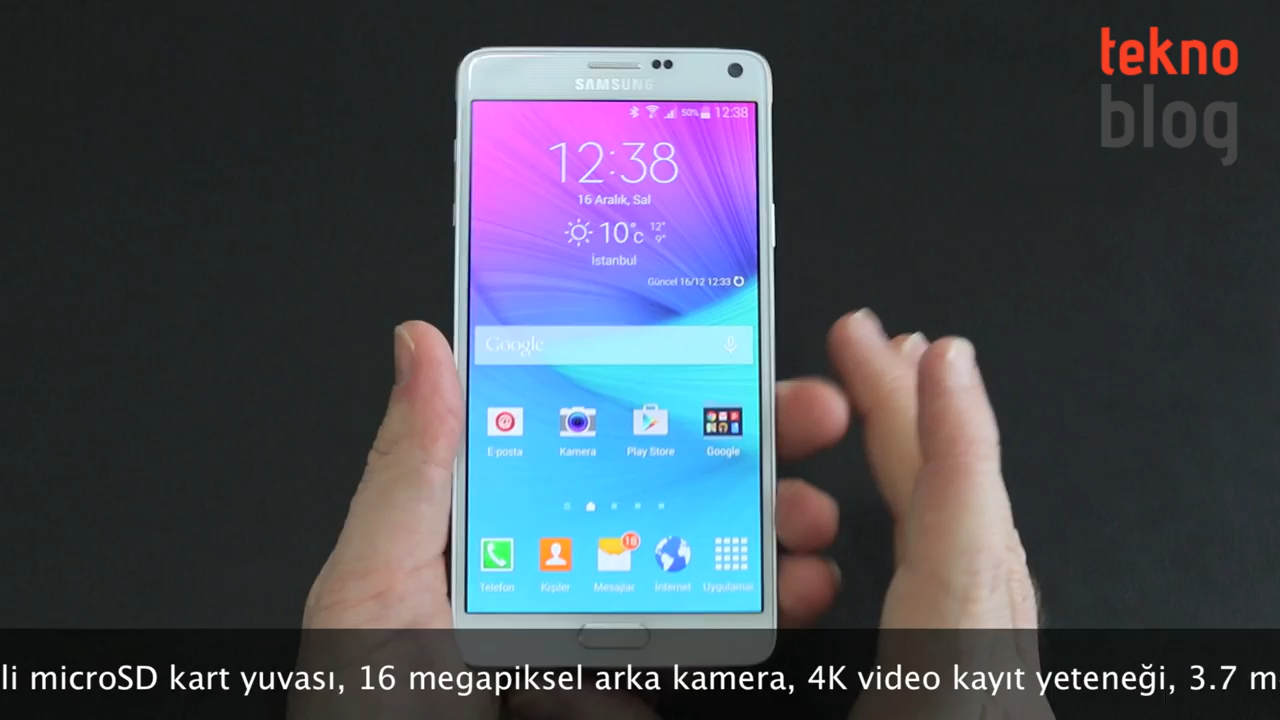 tekno
blog
SAMSUNG
50% 12:38
12:38
16 Aralık, Sal
10°C 12° 9°
İstanbul
Güncel 16/12 12:33
Google
E-posta Kamera Play Store Google
16
Telefon Kişiler Mesajlar İnternet Uygulamal
li microSD kart yuvası, 16 megapiksel arka kamera, 4K video kayıt yeteneği, 3.7 m